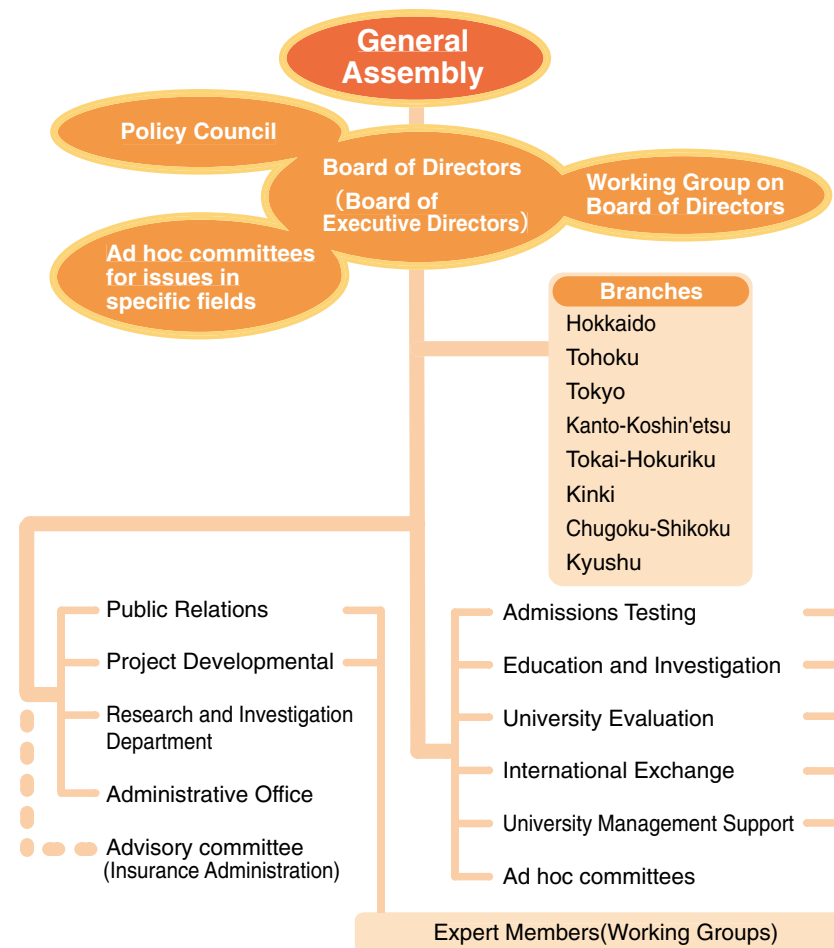 General
Assembly
Policy Council
Board of Directors
（Board of
Executive Directors）
Working Group on
Board of Directors
Ad hoc committees
for issues in
specific fields
Branches
Hokkaido
Tohoku
Tokyo
Kanto-Koshin'etsu
Tokai-Hokuriku
Kinki
Chugoku-Shikoku
Kyushu
Public Relations
Project Developmental
Research and Investigation
Department
Administrative Office
Advisory committee
(Insurance Administration)
Admissions Testing
Education and Investigation
University Evaluation
International Exchange
University Management Support
Ad hoc committees
Expert Members(Working Groups)